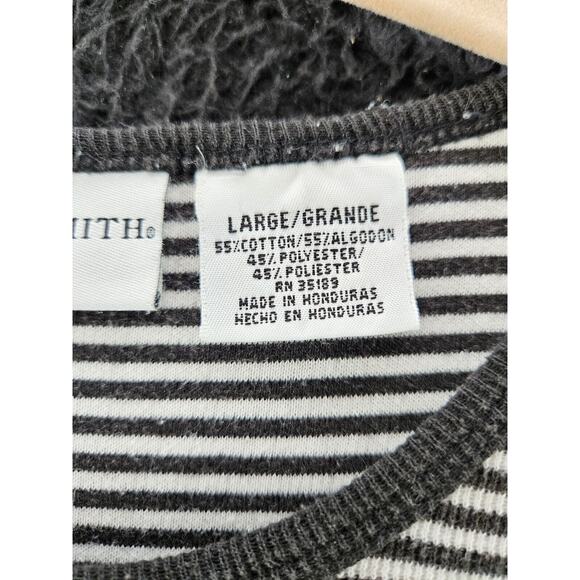 MITH®
LARGE/GRANDE
55%COTTON/55%ALGODON
45% POLYESTER/
45% POLIESTER
RN 35189
MADE IN HONDURAS
HECHO EN HONDURAS